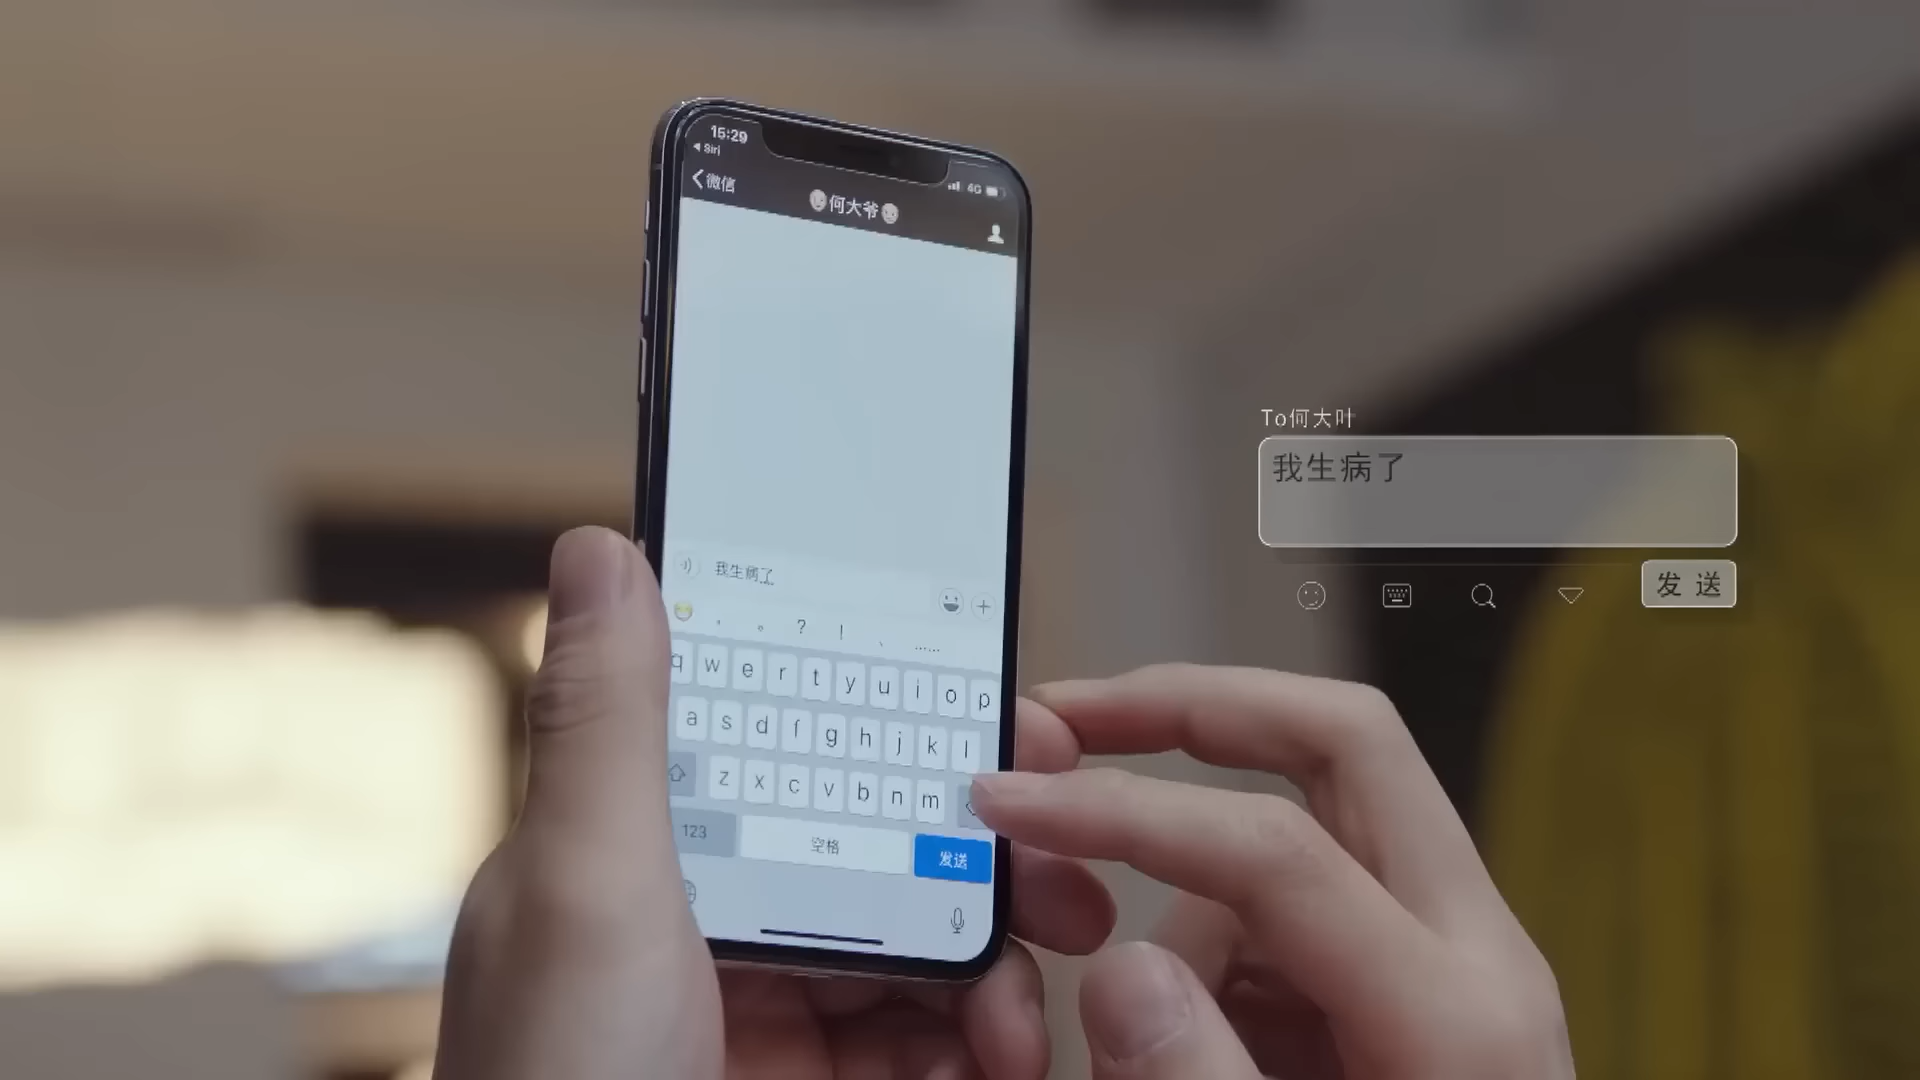 15:29
Siri
4G
微信
何大爷
To何大叶
我生病了
发送
我生病了
， 。 ? ! 、 ……
q w e r t y u i o p
a s d f g h j k l
z x c v b n m
123 空格 发送